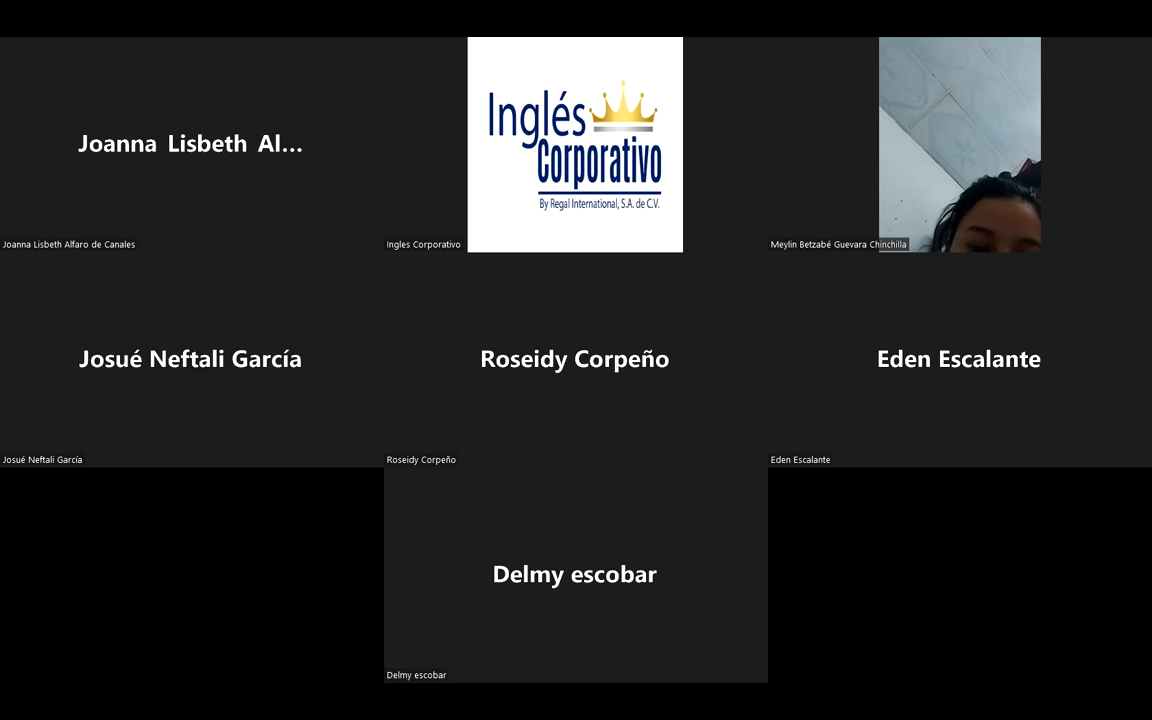 Joanna Lisbeth Al...
Joanna Lisbeth Alfaro de Canales
Inglés
Corporativo
By Regal International, S.A. de C.V.
Ingles Corporativo
Meylin Betzabé Guevara Chinchilla
Josué Neftali García
Josué Neftali García
Roseidy Corpeño
Roseidy Corpeño
Eden Escalante
Eden Escalante
Delmy escobar
Delmy escobar